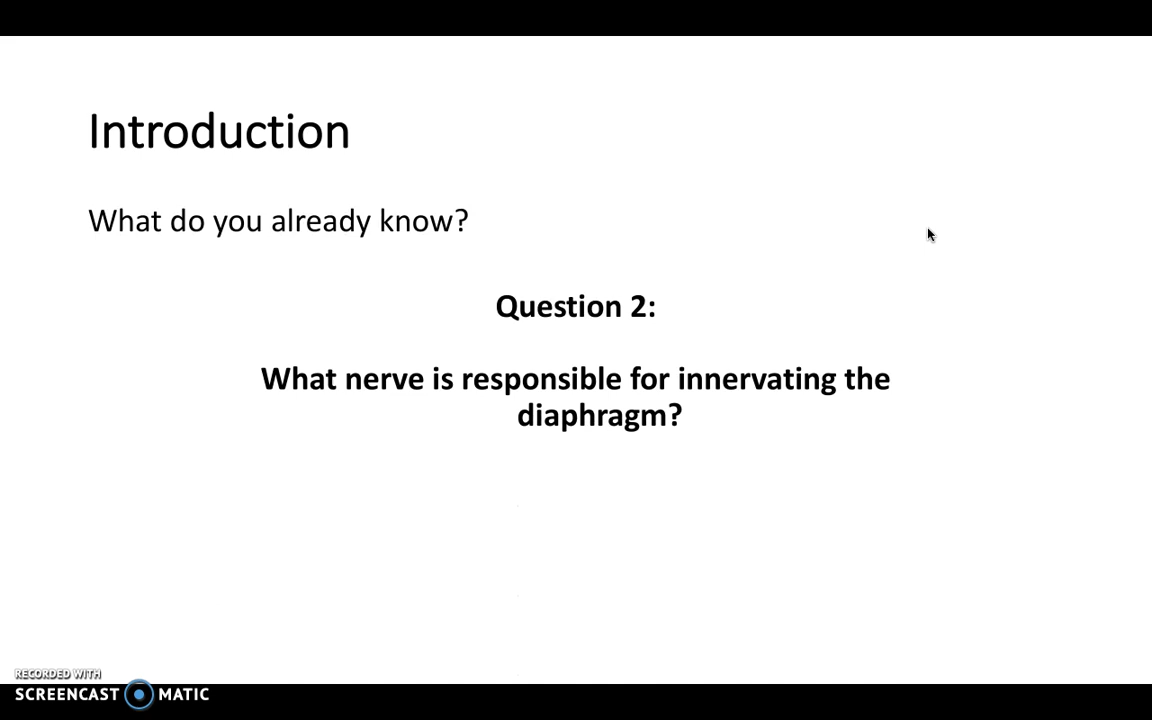 Introduction
What do you already know?
Question 2:
What nerve is responsible for innervating the
diaphragm?
RECORDED WITH
SCREENCAST MATIC